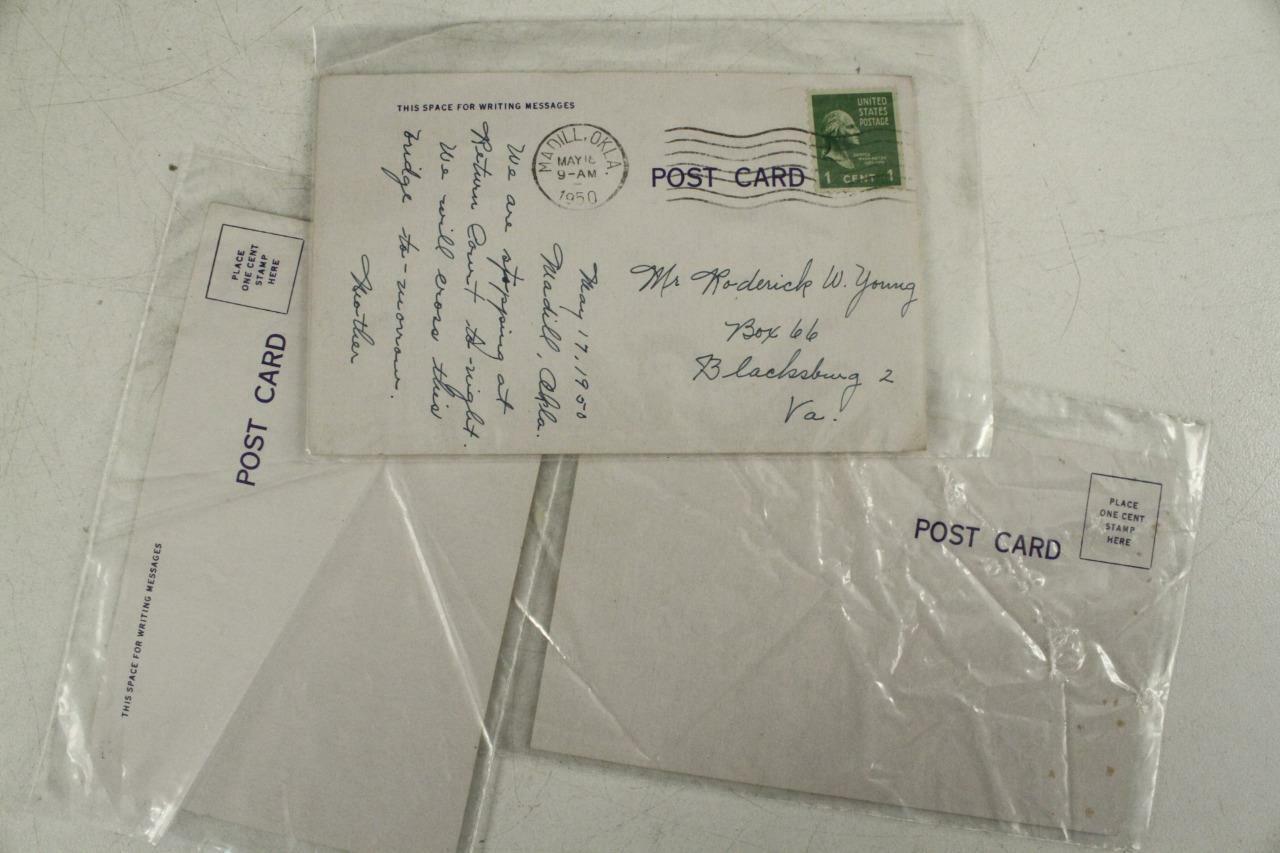 THIS SPACE FOR WRITING MESSAGES
MADILL, OKLA.
MAY 18
9-AM
1950
POST CARD
UNITED
STATES
POSTAGE
1 CENT 1
May 17, 1950
Madill, Okla.
We are stopping at
Return Court to-night.
We will cross this
bridge to-morrow.
Mother
Mr Roderick W. Young
Box 66
Blacksburg 2
Va.
PLACE
ONE CENT
STAMP
HERE
POST CARD
THIS SPACE FOR WRITING MESSAGES
POST CARD
PLACE
ONE CENT
STAMP
HERE